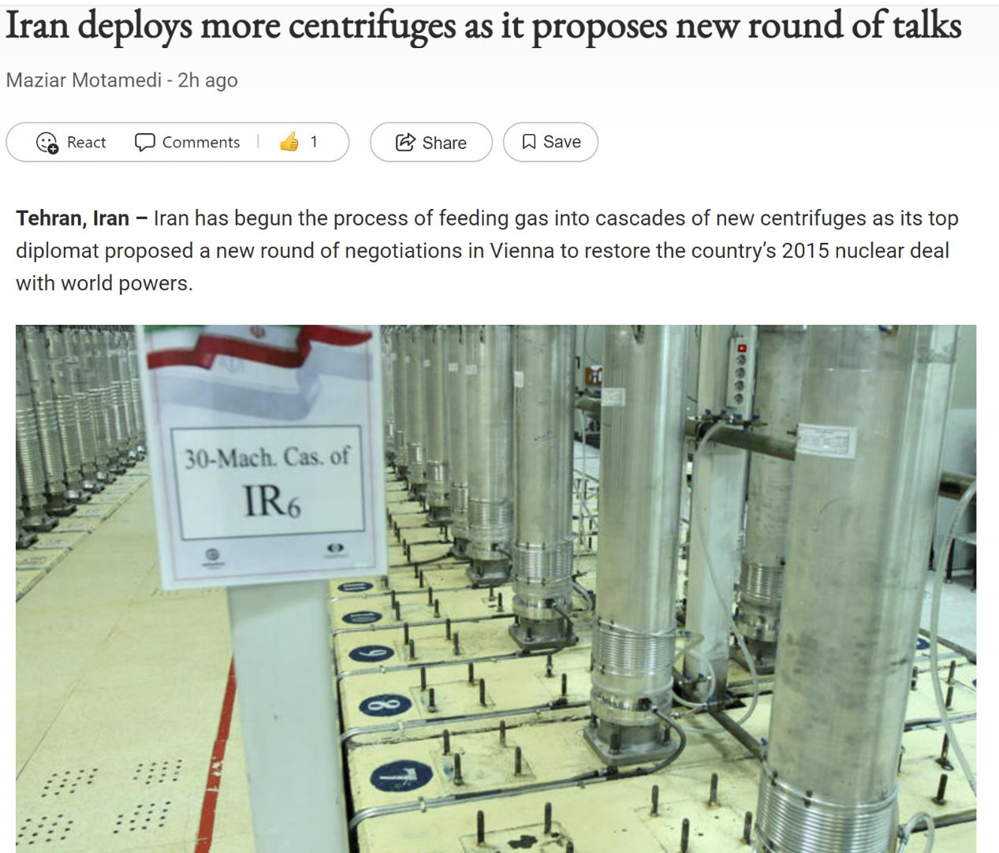 Iran deploys more centrifuges as it proposes new round of talks
Maziar Motamedi - 2h ago
React
Comments
1
Share
Save
Tehran, Iran – Iran has begun the process of feeding gas into cascades of new centrifuges as its top
diplomat proposed a new round of negotiations in Vienna to restore the country’s 2015 nuclear deal
with world powers.
30-Mach. Cas. of
IR6
11
10
9
8
7